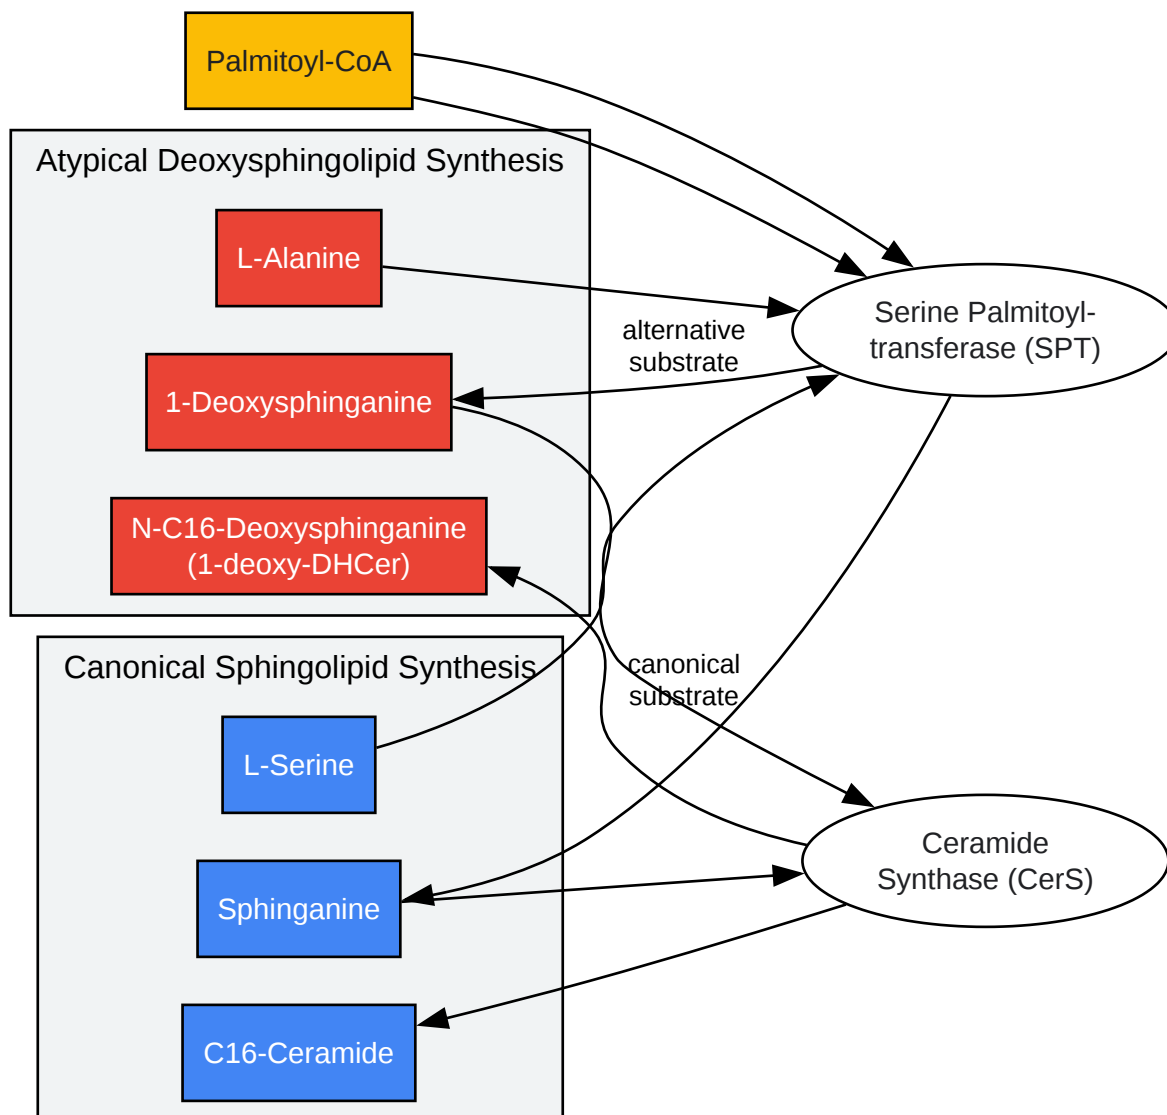 Palmitoyl-CoA
Atypical Deoxysphingolipid Synthesis
L-Alanine
1-Deoxysphinganine
N-C16-Deoxysphinganine
(1-deoxy-DHCer)
alternative
substrate
Serine Palmitoyl-
transferase (SPT)
Canonical Sphingolipid Synthesis
canonical
substrate
L-Serine
Sphinganine
C16-Ceramide
Ceramide
Synthase (CerS)